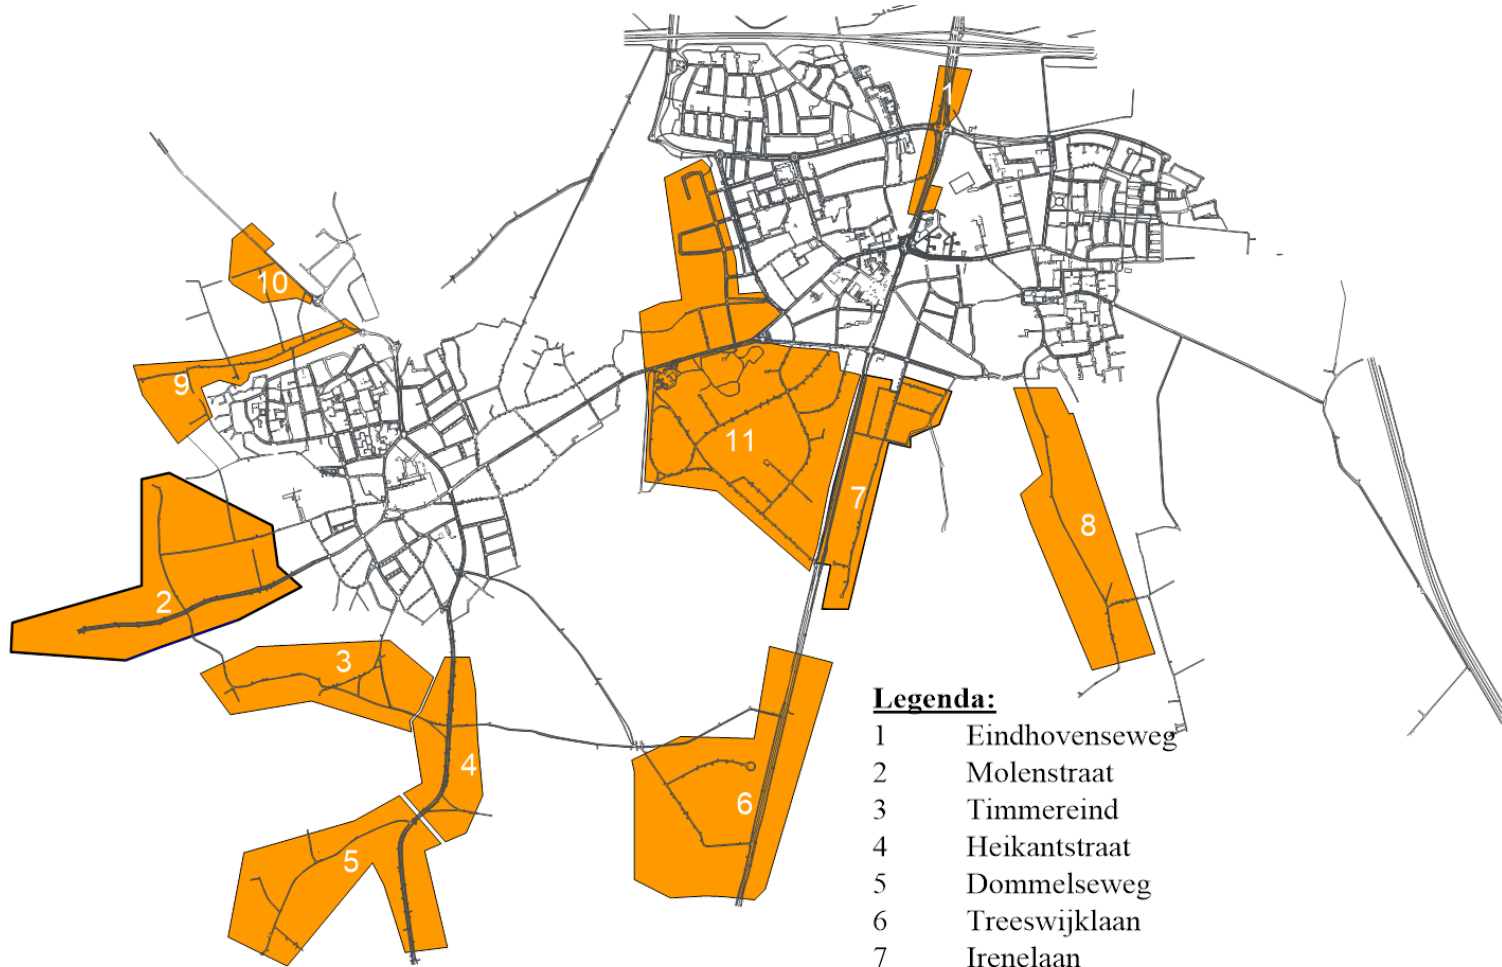 1
10
9
11
7
8
2
3
4
6
5
Legenda:
1 Eindhovenseweg
2 Molenstraat
3 Timmereind
4 Heikantstraat
5 Dommelseweg
6 Treeswijklaan
7 Irenelaan